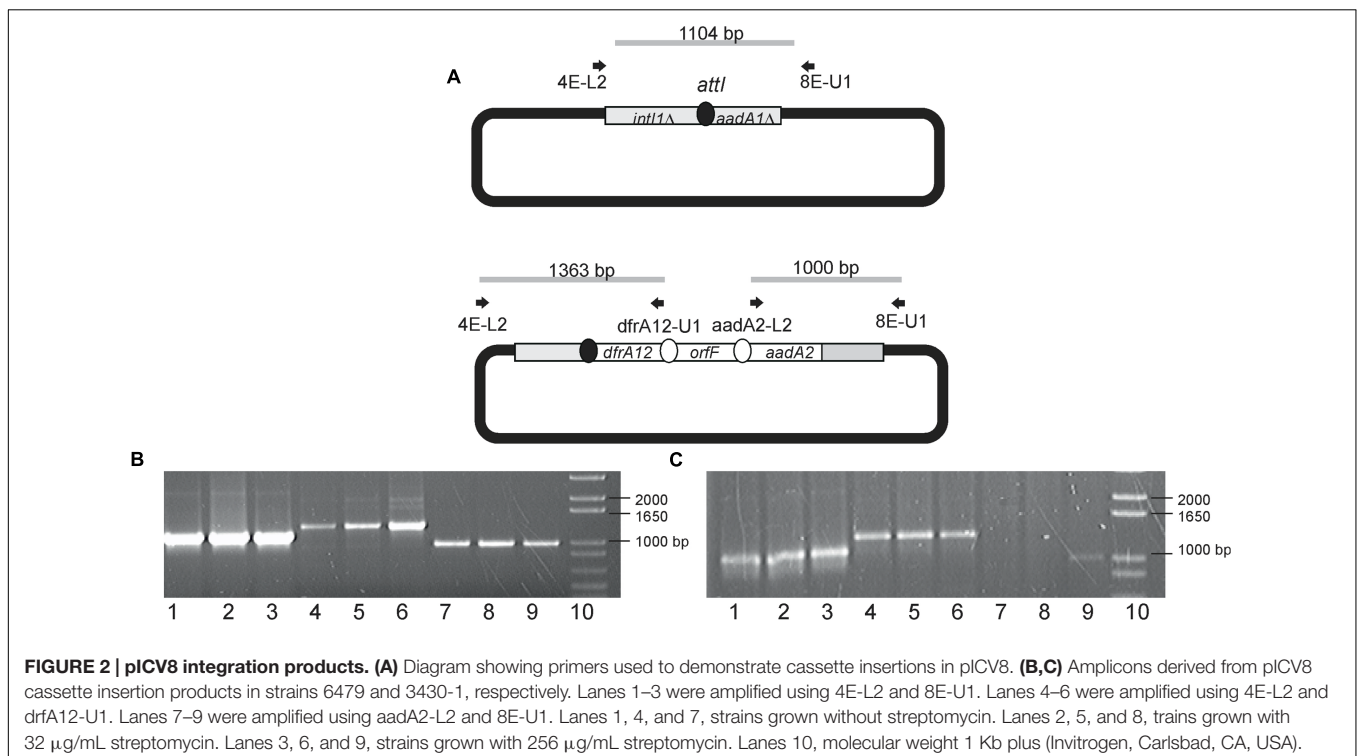 1104 bp
A
4E-L2
attI
8E-U1
intI1Δ
aadA1Δ
1363 bp
1000 bp
4E-L2
dfrA12-U1
aadA2-L2
8E-U1
dfrA12
orfF
aadA2
B
2000
1650
1000 bp
1 2 3 4 5 6 7 8 9 10
C
2000
1650
1000 bp
1 2 3 4 5 6 7 8 9 10
FIGURE 2 | pICV8 integration products. (A) Diagram showing primers used to demonstrate cassette insertions in pICV8. (B,C) Amplicons derived from pICV8
cassette insertion products in strains 6479 and 3430-1, respectively. Lanes 1–3 were amplified using 4E-L2 and 8E-U1. Lanes 4–6 were amplified using 4E-L2 and
drfA12-U1. Lanes 7–9 were amplified using aadA2-L2 and 8E-U1. Lanes 1, 4, and 7, strains grown without streptomycin. Lanes 2, 5, and 8, trains grown with
32 μg/mL streptomycin. Lanes 3, 6, and 9, strains grown with 256 μg/mL streptomycin. Lanes 10, molecular weight 1 Kb plus (Invitrogen, Carlsbad, CA, USA).